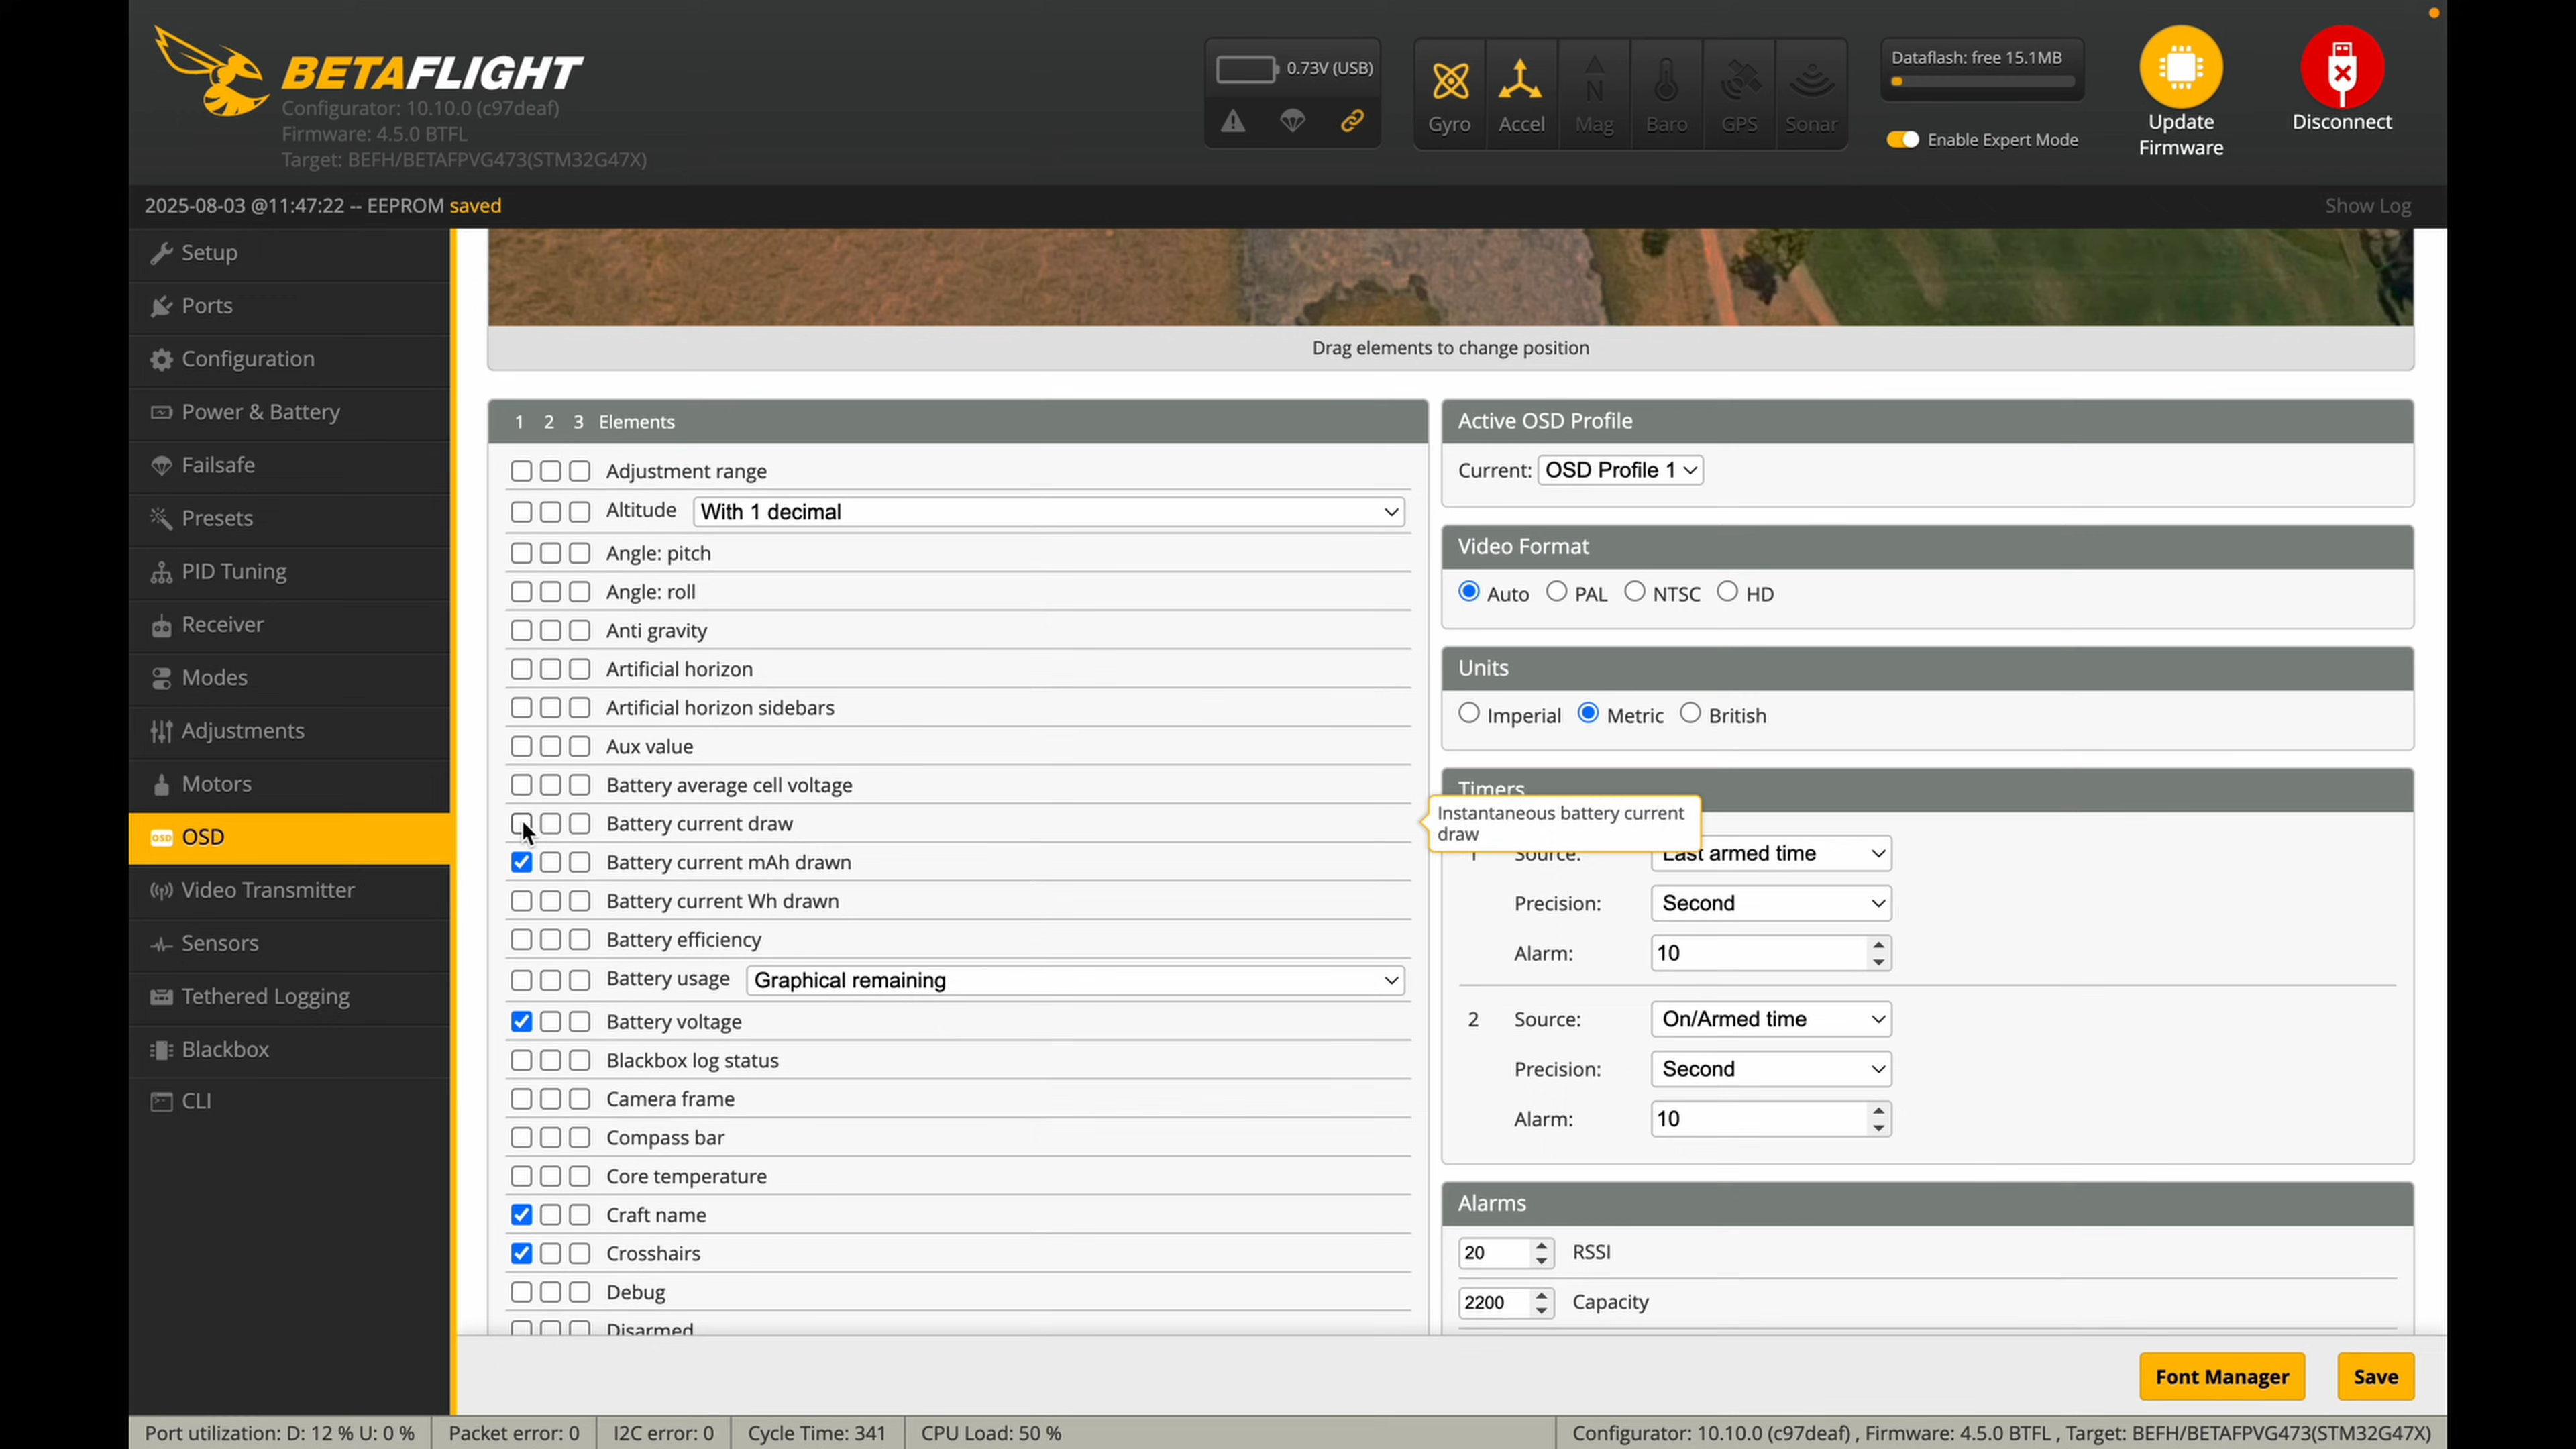 BETAFLIGHT
Configurator: 10.10.0 (c97deaf)
Firmware: 4.5.0 BTFL
Target: BEFH/BETAFPVG473(STM32G47X)
0.73V (USB)
Gyro
Accel
N
Mag
Baro
GPS
Sonar
Dataflash: free 15.1MB
Enable Expert Mode
Update
Firmware
Disconnect
2025-08-03 @11:47:22 -- EEPROM saved
Show Log
Setup
Ports
Configuration
Power & Battery
Failsafe
Presets
PID Tuning
Receiver
Modes
Adjustments
Motors
OSD OSD
Video Transmitter
Sensors
Tethered Logging
Blackbox
CLI
Drag elements to change position
1 2 3 Elements
Adjustment range
Altitude With 1 decimal
Angle: pitch
Angle: roll
Anti gravity
Artificial horizon
Artificial horizon sidebars
Aux value
Battery average cell voltage
Battery current draw
Battery current mAh drawn
Battery current Wh drawn
Battery efficiency
Battery usage Graphical remaining
Battery voltage
Blackbox log status
Camera frame
Compass bar
Core temperature
Craft name
Crosshairs
Debug
Disarmed
Active OSD Profile
Current: OSD Profile 1
Video Format
Auto PAL NTSC HD
Units
Imperial Metric British
Timers
Instantaneous battery current
draw
1 Source: Last armed time
Precision: Second
Alarm: 10
2 Source: On/Armed time
Precision: Second
Alarm: 10
Alarms
20 RSSI
2200 Capacity
Font Manager
Save
Port utilization: D: 12 % U: 0 %
Packet error: 0
I2C error: 0
Cycle Time: 341
CPU Load: 50 %
Configurator: 10.10.0 (c97deaf) , Firmware: 4.5.0 BTFL , Target: BEFH/BETAFPVG473(STM32G47X)